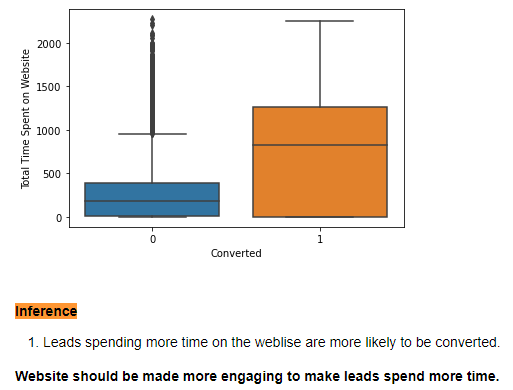 2000
1500
1000
500
0
Total Time Spent on Website
0 1
Converted
Inference
1. Leads spending more time on the weblise are more likely to be converted.
Website should be made more engaging to make leads spend more time.